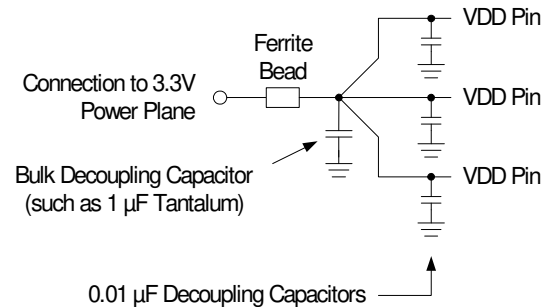 VDD Pin
Ferrite
Bead
Connection to 3.3V
Power Plane
VDD Pin
Bulk Decoupling Capacitor
(such as 1 µF Tantalum)
VDD Pin
0.01 µF Decoupling Capacitors